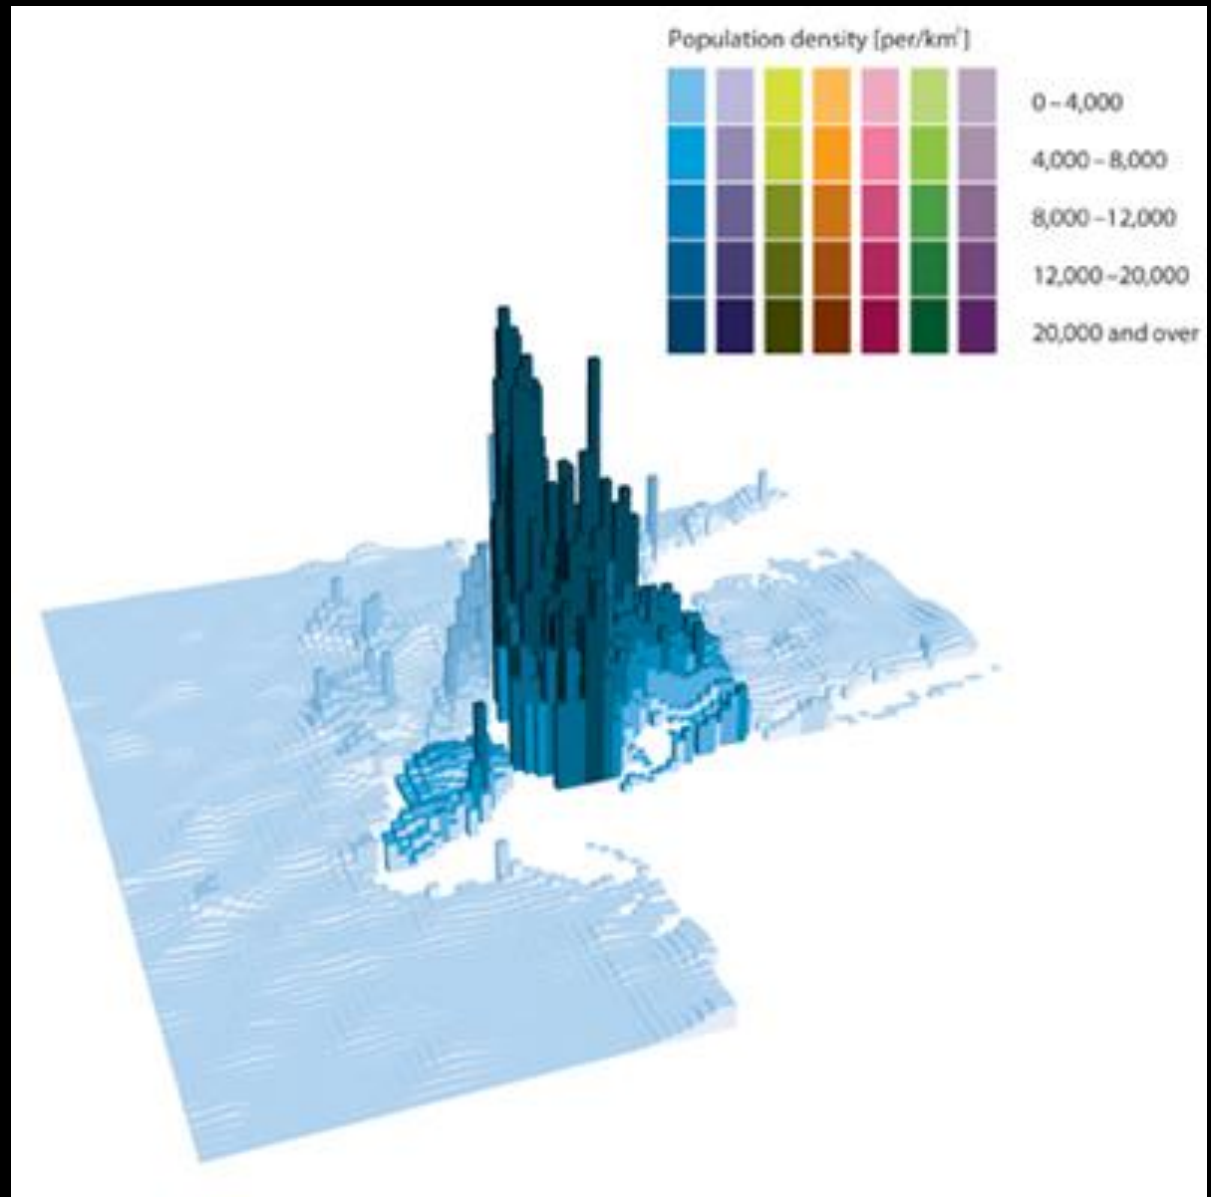 Population density [per/km²]
0 – 4,000
4,000 – 8,000
8,000 –12,000
12,000 –20,000
20,000 and over